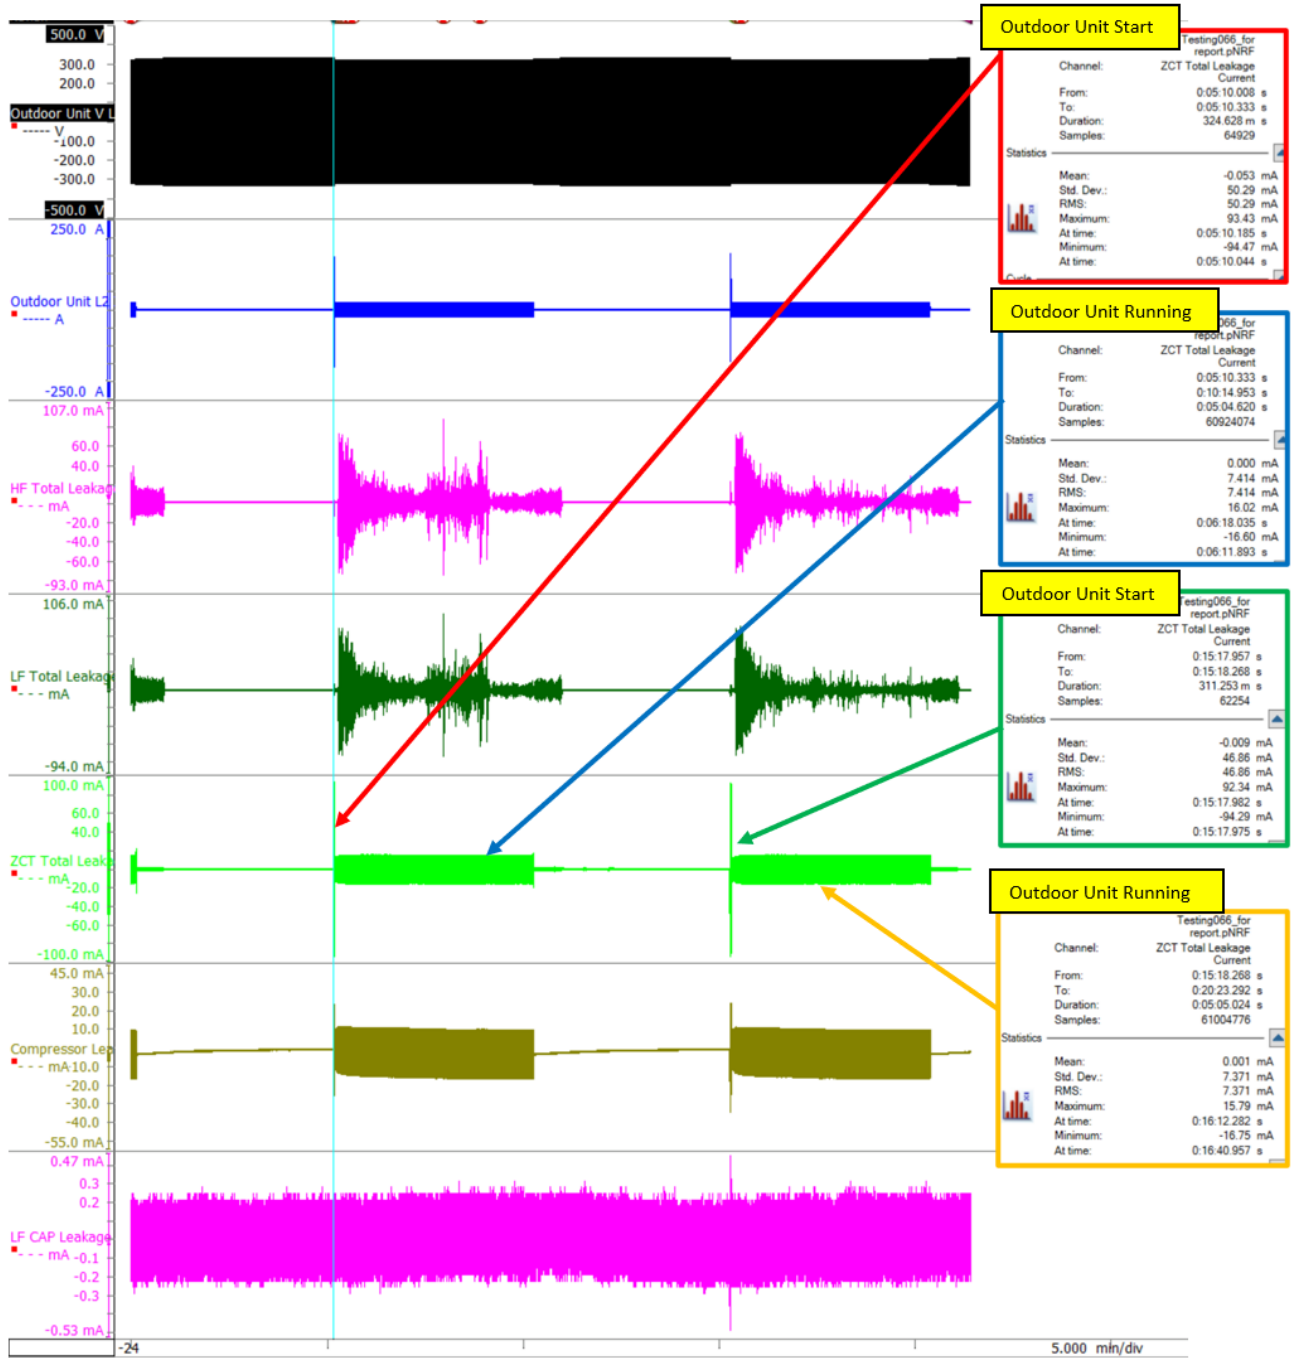 500.0 V
300.0
200.0
Outdoor Unit V L
----- V
-100.0
-200.0
-300.0
-500.0 V
250.0 A
Outdoor Unit L2
----- A
-250.0 A
107.0 mA
60.0
40.0
HF Total Leakag
- - - mA
-20.0
-40.0
-60.0
-93.0 mA
106.0 mA
LF Total Leakag
- - - mA
-94.0 mA
100.0 mA
60.0
40.0
ZCT Total Leak
- - - mA
-20.0
-40.0
-60.0
-100.0 mA
45.0 mA
30.0
20.0
10.0
Compressor Lea
- - - mA -10.0
-20.0
-30.0
-40.0
-55.0 mA
0.47 mA
0.3
0.2
LF CAP Leakage
- - - mA -0.1
-0.2
-0.3
-0.53 mA
-24
5.000 min/div
Outdoor Unit Start
Testing066_for
report.pNRF
Channel: ZCT Total Leakage
Current
From: 0:05:10.008 s
To: 0:05:10.333 s
Duration: 324.628 m s
Samples: 64929
Statistics
Mean: -0.053 mA
Std. Dev.: 50.29 mA
RMS: 50.29 mA
Maximum: 93.43 mA
At time: 0:05:10.185 s
Minimum: -94.47 mA
At time: 0:05:10.044 s
Cycle
Outdoor Unit Running
066_for
report.pNRF
Channel: ZCT Total Leakage
Current
From: 0:05:10.333 s
To: 0:10:14.953 s
Duration: 0:05:04.620 s
Samples: 60924074
Statistics
Mean: 0.000 mA
Std. Dev.: 7.414 mA
RMS: 7.414 mA
Maximum: 16.02 mA
At time: 0:06:18.035 s
Minimum: -16.60 mA
At time: 0:06:11.893 s
Outdoor Unit Start
Testing066_for
report.pNRF
Channel: ZCT Total Leakage
Current
From: 0:15:17.957 s
To: 0:15:18.268 s
Duration: 311.253 m s
Samples: 62254
Statistics
Mean: -0.009 mA
Std. Dev.: 46.86 mA
RMS: 46.86 mA
Maximum: 92.34 mA
At time: 0:15:17.982 s
Minimum: -94.29 mA
At time: 0:15:17.975 s
Outdoor Unit Running
Testing066_for
report.pNRF
Channel: ZCT Total Leakage
Current
From: 0:15:18.268 s
To: 0:20:23.292 s
Duration: 0:05:05.024 s
Samples: 61004776
Statistics
Mean: 0.001 mA
Std. Dev.: 7.371 mA
RMS: 7.371 mA
Maximum: 15.79 mA
At time: 0:16:12.282 s
Minimum: -16.75 mA
At time: 0:16:40.957 s